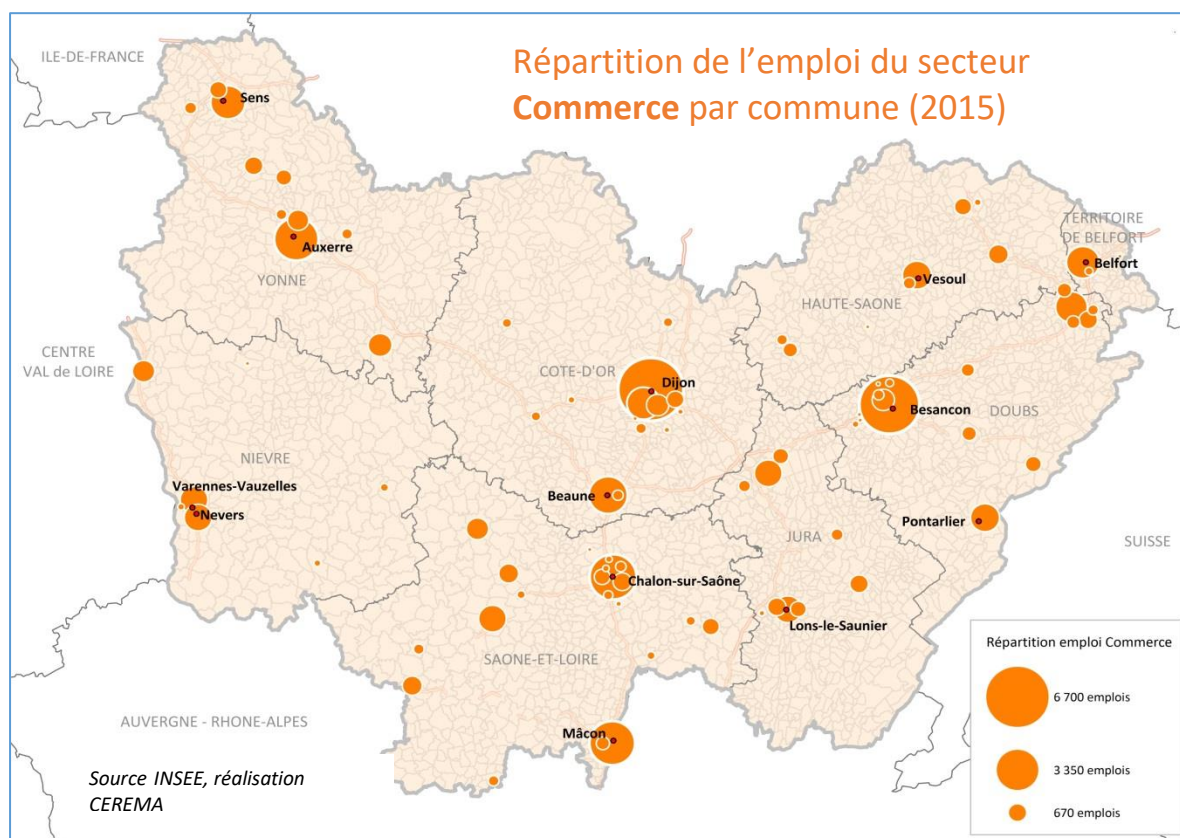 Répartition de l'emploi du secteur
Commerce par commune (2015)
ILE-DE-FRANCE
Sens
Auxerre
YONNE
TERRITOIRE
DE BELFORT
Belfort
Vesoul
HAUTE-SAONE
CENTRE
VAL de LOIRE
COTE-D'OR
Dijon
Besancon
DOUBS
NIEVRE
Varennes-Vauzelles
Nevers
Beaune
Pontarlier
JURA
SUISSE
Chalon-sur-Saône
Lons-le-Saunier
SAONE-ET-LOIRE
AUVERGNE - RHONE-ALPES
Mâcon
Répartition emploi Commerce
6 700 emplois
3 350 emplois
670 emplois
Source INSEE, réalisation
CEREMA